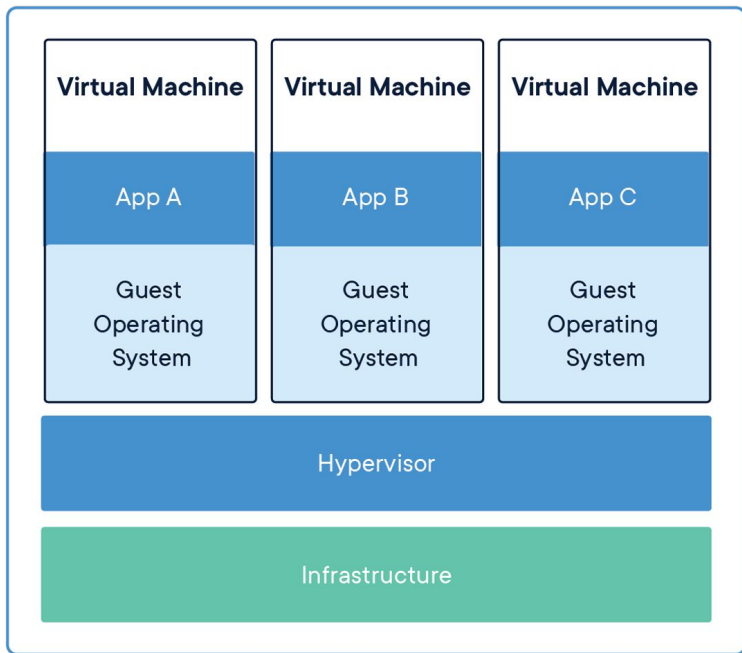 Virtual Machine
Virtual Machine
Virtual Machine
App A
App B
App C
Guest
Operating
System
Guest
Operating
System
Guest
Operating
System
Hypervisor
Infrastructure